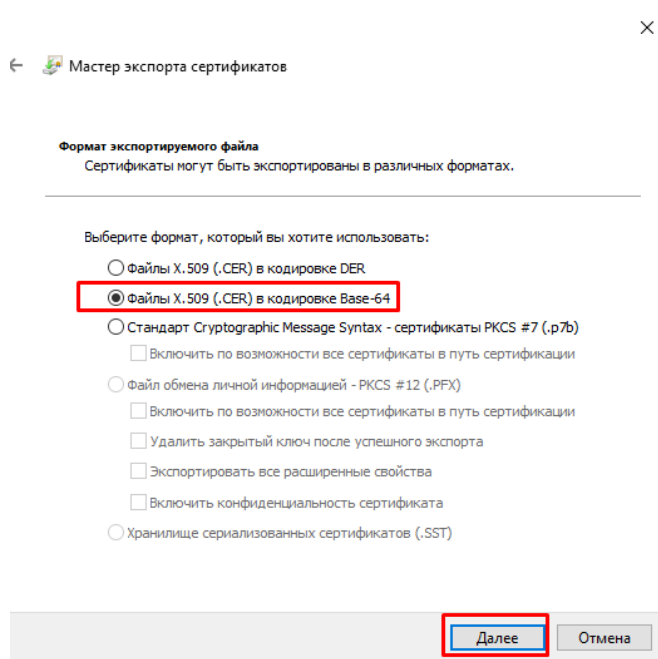 Мастер экспорта сертификатов
Формат экспортируемого файла
Сертификаты могут быть экспортированы в различных форматах.
Выберите формат, который вы хотите использовать:
Файлы X.509 (.CER) в кодировке DER
Файлы X.509 (.CER) в кодировке Base-64
Стандарт Cryptographic Message Syntax - сертификаты PKCS #7 (.p7b)
Включить по возможности все сертификаты в путь сертификации
Файл обмена личной информацией - PKCS #12 (.PFX)
Включить по возможности все сертификаты в путь сертификации
Удалить закрытый ключ после успешного экспорта
Экспортировать все расширенные свойства
Включить конфиденциальность сертификата
Хранилище сериализованных сертификатов (.SST)
Далее Отмена